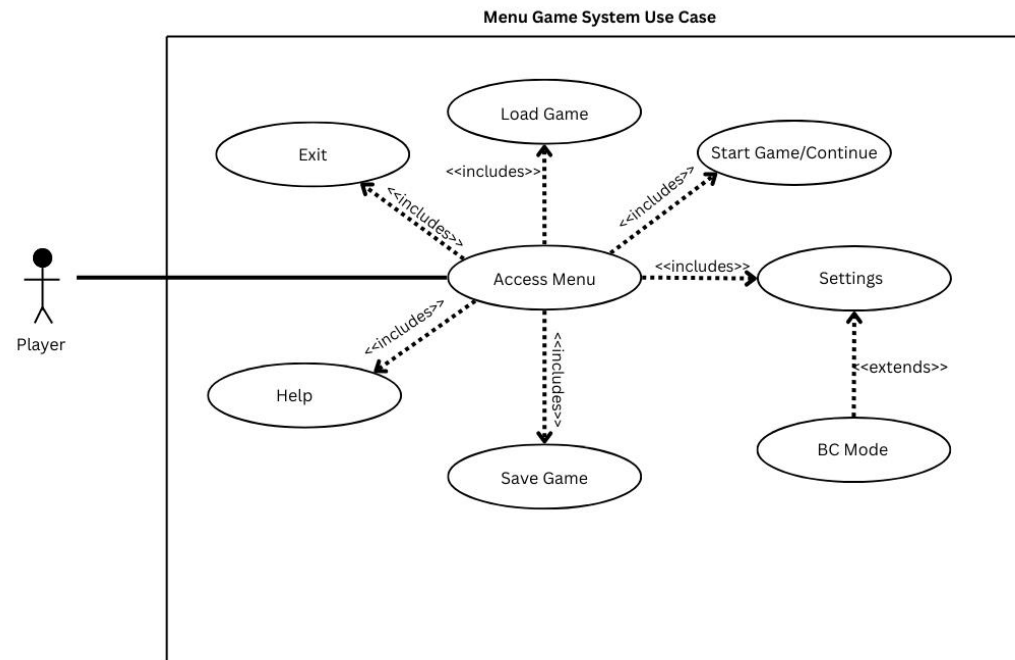 Menu Game System Use Case
Load Game
Exit
Start Game/Continue
<<includes>>
<<includes>>
<<includes>>
<<includes>>
Access Menu
Settings
Player
<<includes>>
<<includes>>
<<extends>>
Help
BC Mode
Save Game